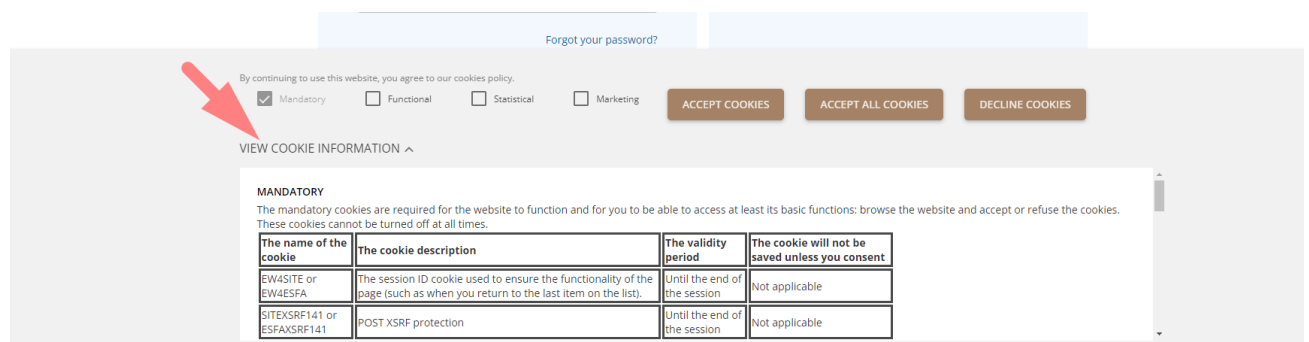 Forgot your password?
By continuing to use this website, you agree to our cookies policy.
Mandatory Functional Statistical Marketing ACCEPT COOKIES ACCEPT ALL COOKIES DECLINE COOKIES
VIEW COOKIE INFORMATION
MANDATORY
The mandatory cookies are required for the website to function and for you to be able to access at least its basic functions: browse the website and accept or refuse the cookies.
These cookies cannot be turned off at all times.
The name of the cookie The cookie description The validity period The cookie will not be saved unless you consent
EW4SITE or EW4ESFA The session ID cookie used to ensure the functionality of the page (such as when you return to the last item on the list). Until the end of the session Not applicable
SITEXSRF141 or ESFAXSRF141 POST XSRF protection Until the end of the session Not applicable